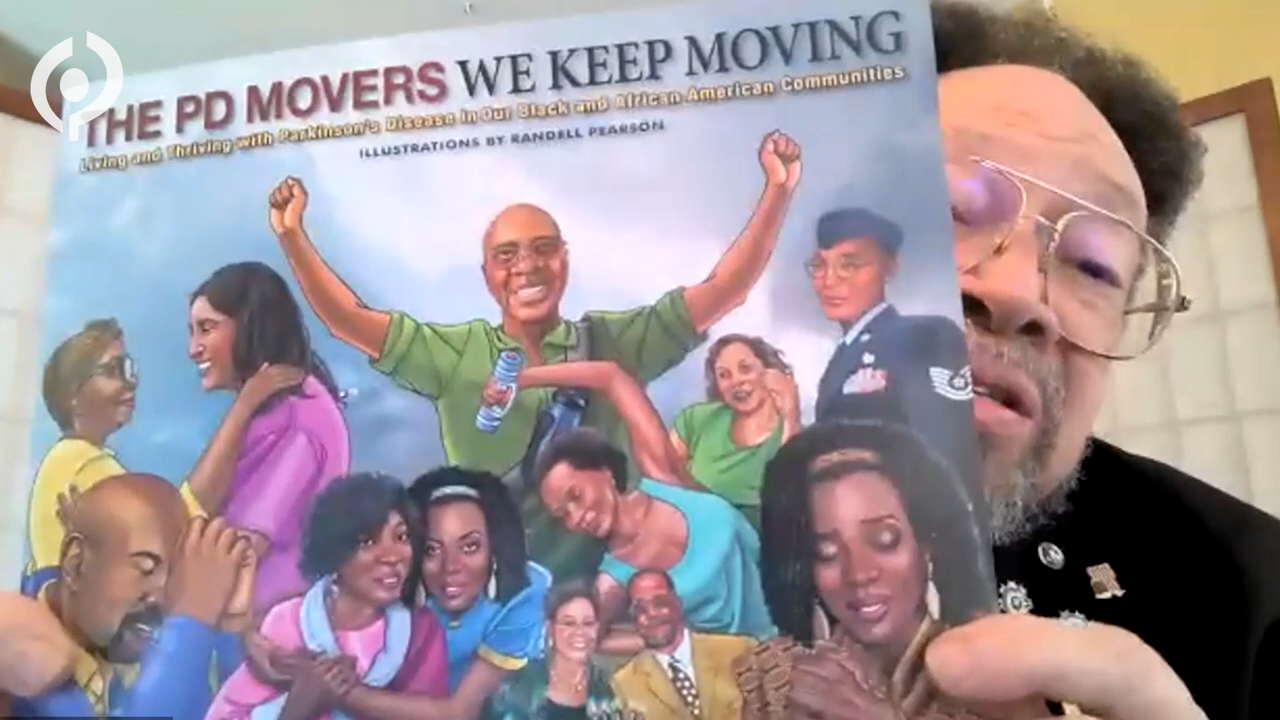 THE PD MOVERS WE KEEP MOVING
Living and Thriving with Parkinson's Disease in Our Black and African American Communities
ILLUSTRATIONS BY RANDELL PEARSON